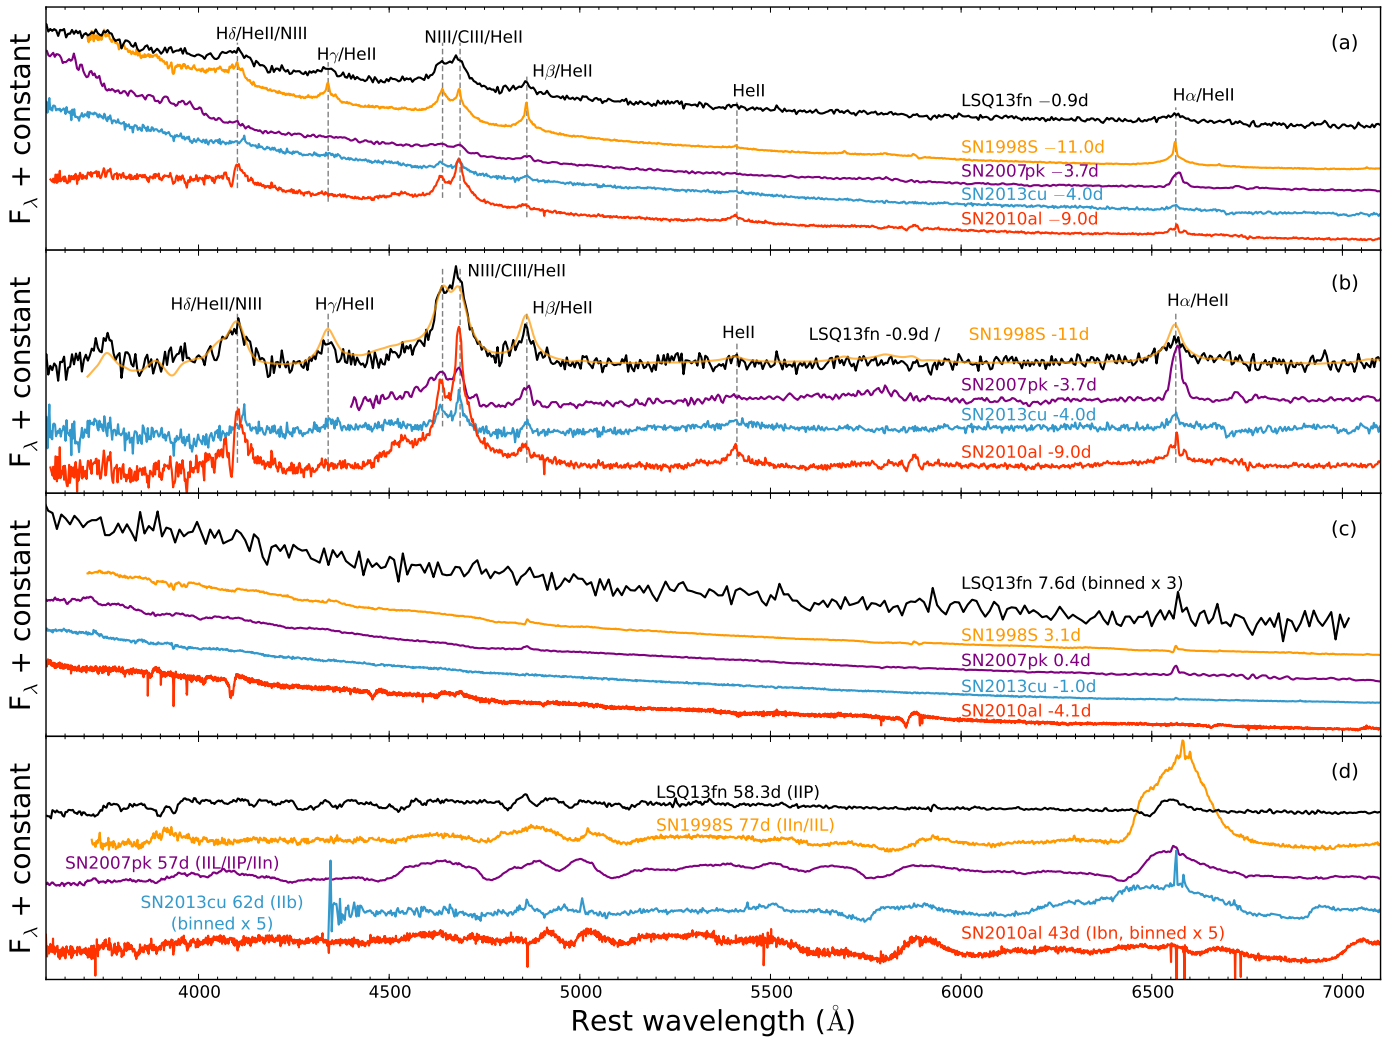 (a)
Hδ/HeII/NIII
Hγ/HeII
NIII/CIII/HeII
Hβ/HeII
HeII
Hα/HeII
LSQ13fn −0.9d
SN1998S −11.0d
SN2007pk −3.7d
SN2013cu −4.0d
SN2010al −9.0d
Fλ + constant
(b)
Hδ/HeII/NIII
Hγ/HeII
NIII/CIII/HeII
Hβ/HeII
HeII
Hα/HeII
LSQ13fn -0.9d / SN1998S -11d
SN2007pk -3.7d
SN2013cu -4.0d
SN2010al -9.0d
Fλ + constant
(c)
LSQ13fn 7.6d (binned x 3)
SN1998S 3.1d
SN2007pk 0.4d
SN2013cu -1.0d
SN2010al -4.1d
Fλ + constant
(d)
LSQ13fn 58.3d (IIP)
SN1998S 77d (IIn/IIL)
SN2007pk 57d (IIL/IIP/IIn)
SN2013cu 62d (IIb)
(binned x 5)
SN2010al 43d (Ibn, binned x 5)
Fλ + constant
4000 4500 5000 5500 6000 6500 7000
Rest wavelength (Å)